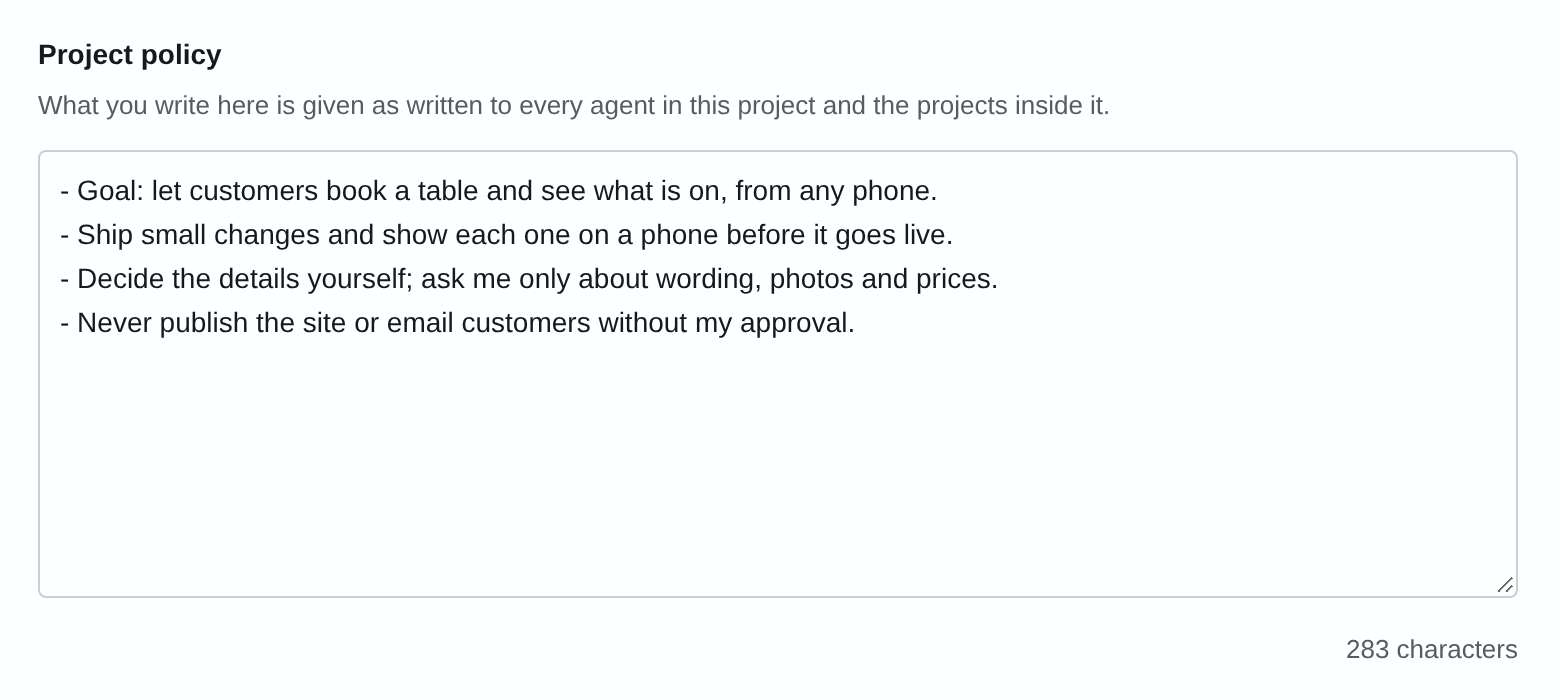 Project policy
What you write here is given as written to every agent in this project and the projects inside it.
- Goal: let customers book a table and see what is on, from any phone.
- Ship small changes and show each one on a phone before it goes live.
- Decide the details yourself; ask me only about wording, photos and prices.
- Never publish the site or email customers without my approval.
283 characters